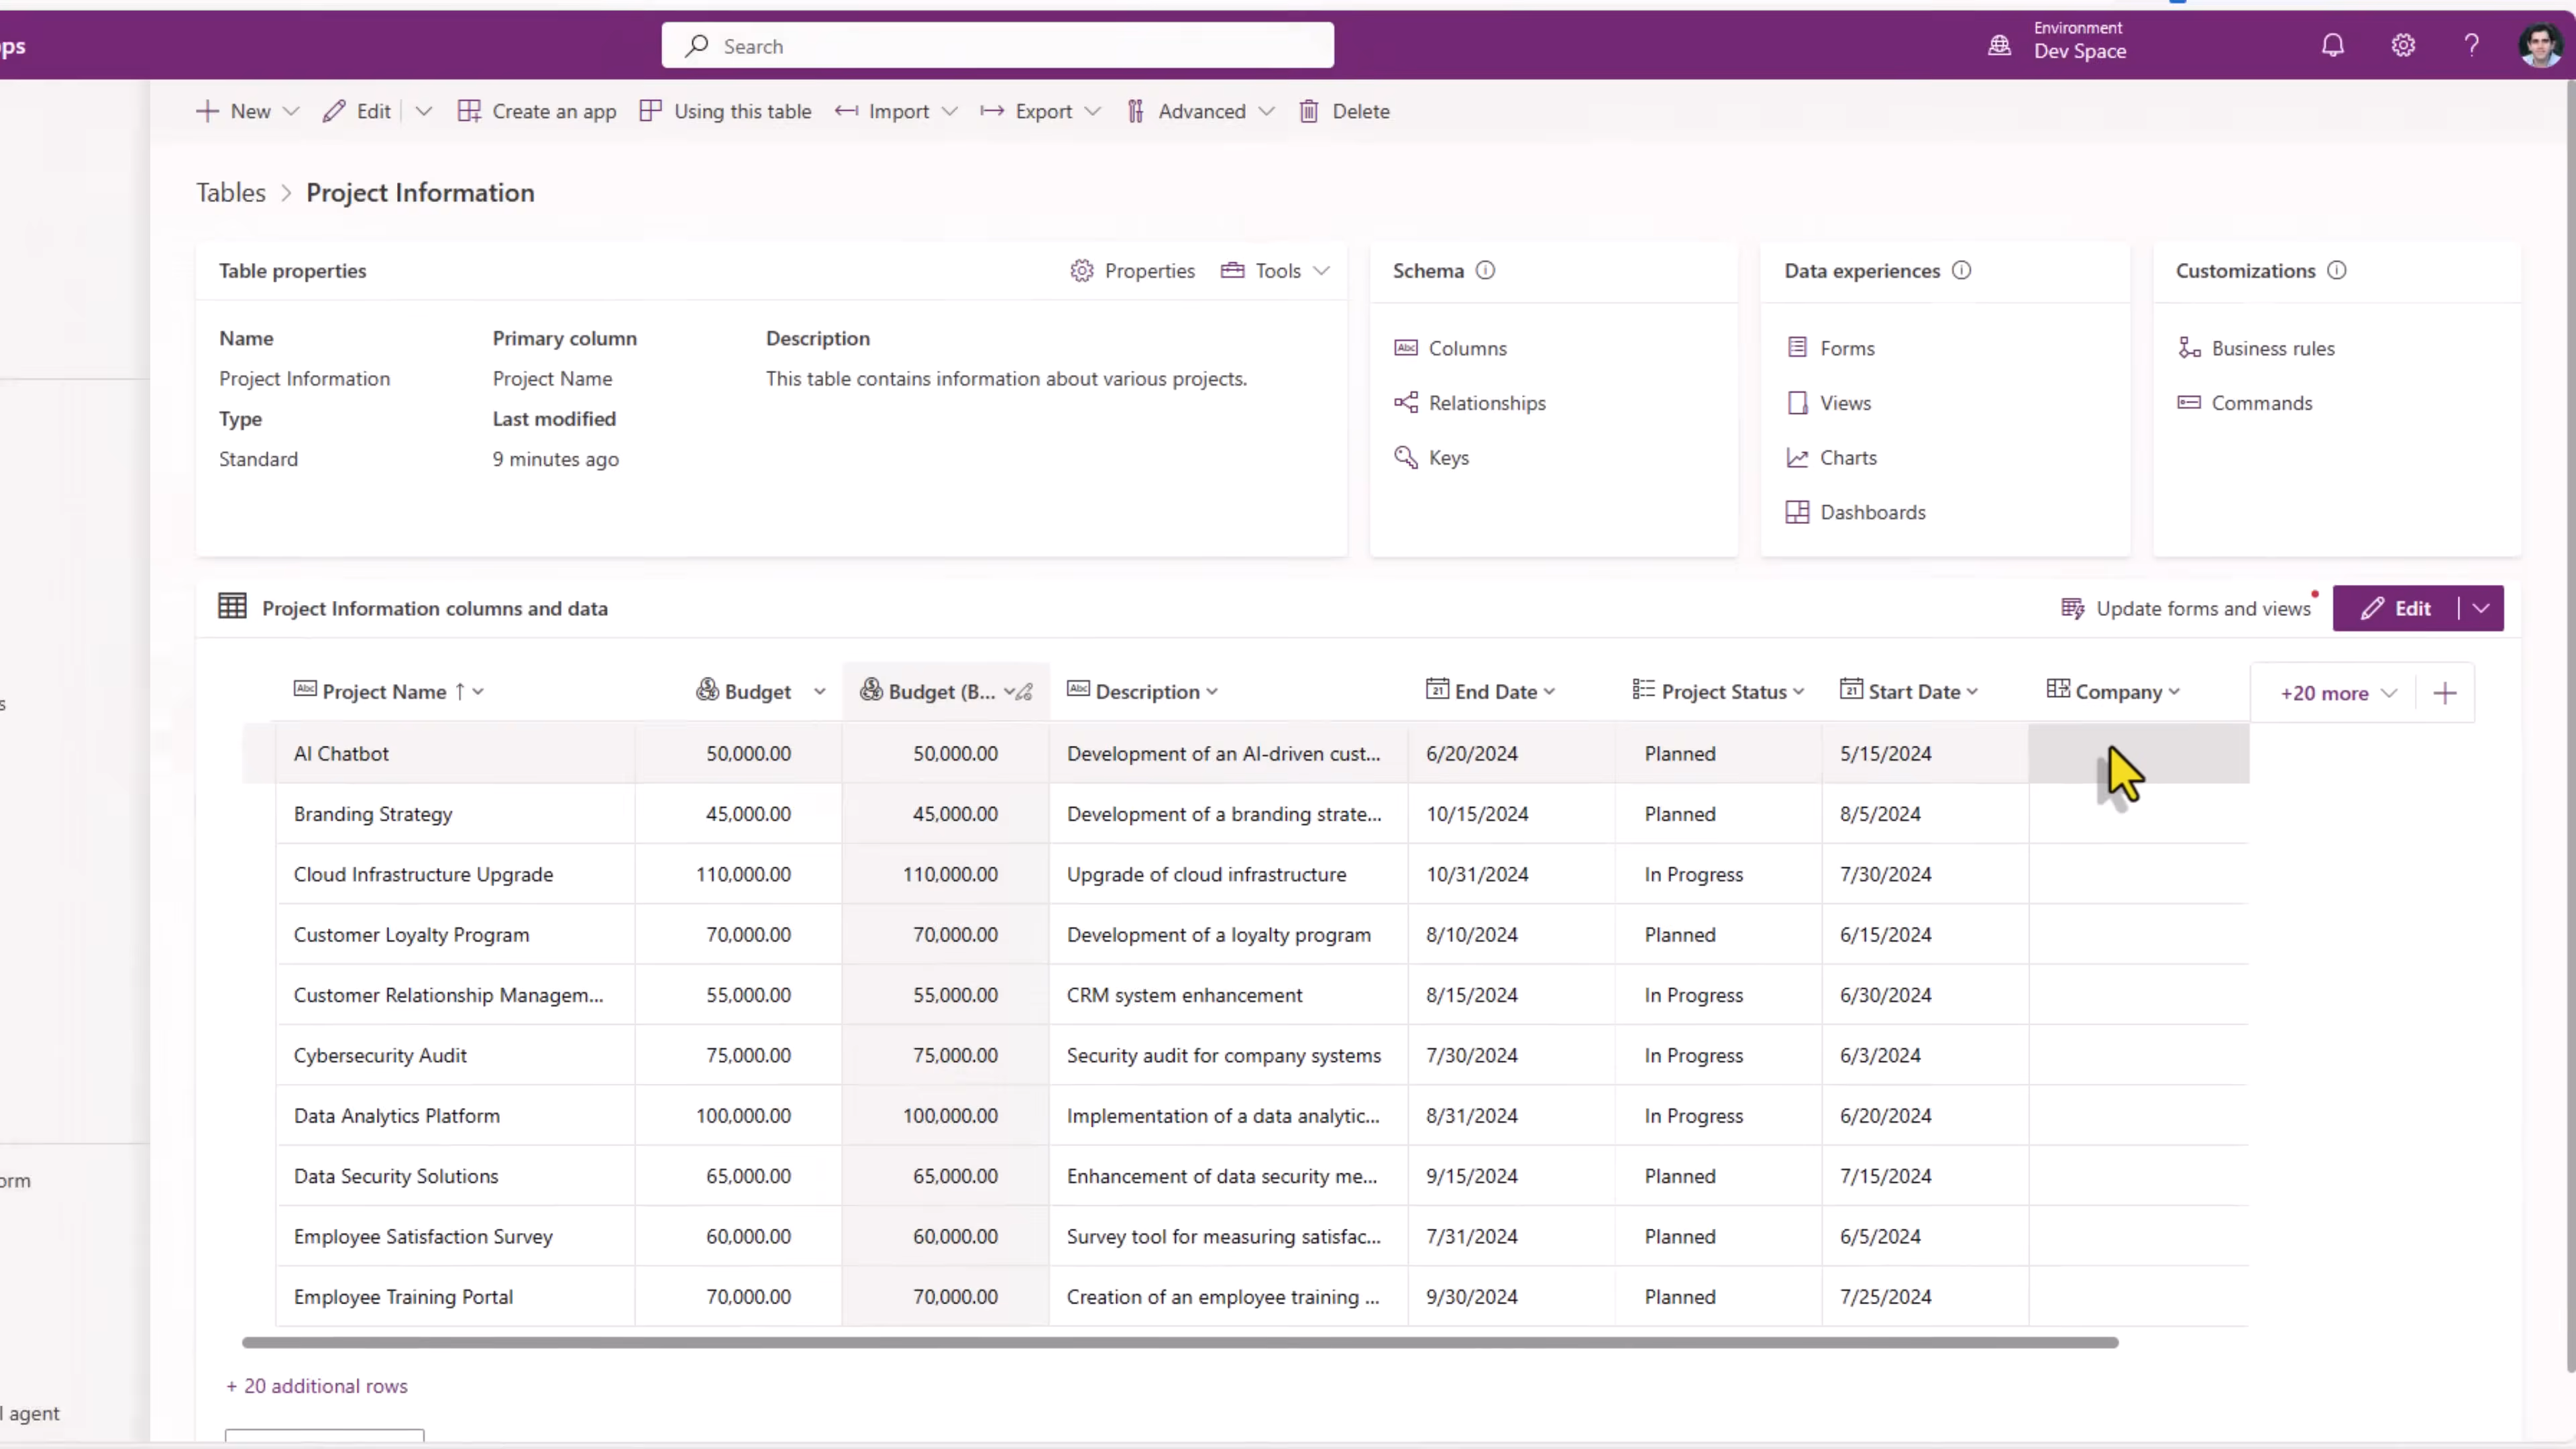 ps
Search
Environment
Dev Space
New
Edit
Create an app
Using this table
Import
Export
Advanced
Delete
Tables > Project Information
Table properties
Properties
Tools
Name
Primary column
Description
Project Information
Project Name
This table contains information about various projects.
Type
Last modified
Standard
9 minutes ago
Schema
Columns
Relationships
Keys
Data experiences
Forms
Views
Charts
Dashboards
Customizations
Business rules
Commands
Project Information columns and data
Update forms and views
Edit
Project Name ↑ Budget Budget (B... Description End Date Project Status Start Date Company +20 more +
AI Chatbot 50,000.00 50,000.00 Development of an AI-driven cust... 6/20/2024 Planned 5/15/2024
Branding Strategy 45,000.00 45,000.00 Development of a branding strate... 10/15/2024 Planned 8/5/2024
Cloud Infrastructure Upgrade 110,000.00 110,000.00 Upgrade of cloud infrastructure 10/31/2024 In Progress 7/30/2024
Customer Loyalty Program 70,000.00 70,000.00 Development of a loyalty program 8/10/2024 Planned 6/15/2024
Customer Relationship Managem... 55,000.00 55,000.00 CRM system enhancement 8/15/2024 In Progress 6/30/2024
Cybersecurity Audit 75,000.00 75,000.00 Security audit for company systems 7/30/2024 In Progress 6/3/2024
Data Analytics Platform 100,000.00 100,000.00 Implementation of a data analytic... 8/31/2024 In Progress 6/20/2024
Data Security Solutions 65,000.00 65,000.00 Enhancement of data security me... 9/15/2024 Planned 7/15/2024
Employee Satisfaction Survey 60,000.00 60,000.00 Survey tool for measuring satisfac... 7/31/2024 Planned 6/5/2024
Employee Training Portal 70,000.00 70,000.00 Creation of an employee training ... 9/30/2024 Planned 7/25/2024
+ 20 additional rows
s
orm
l agent